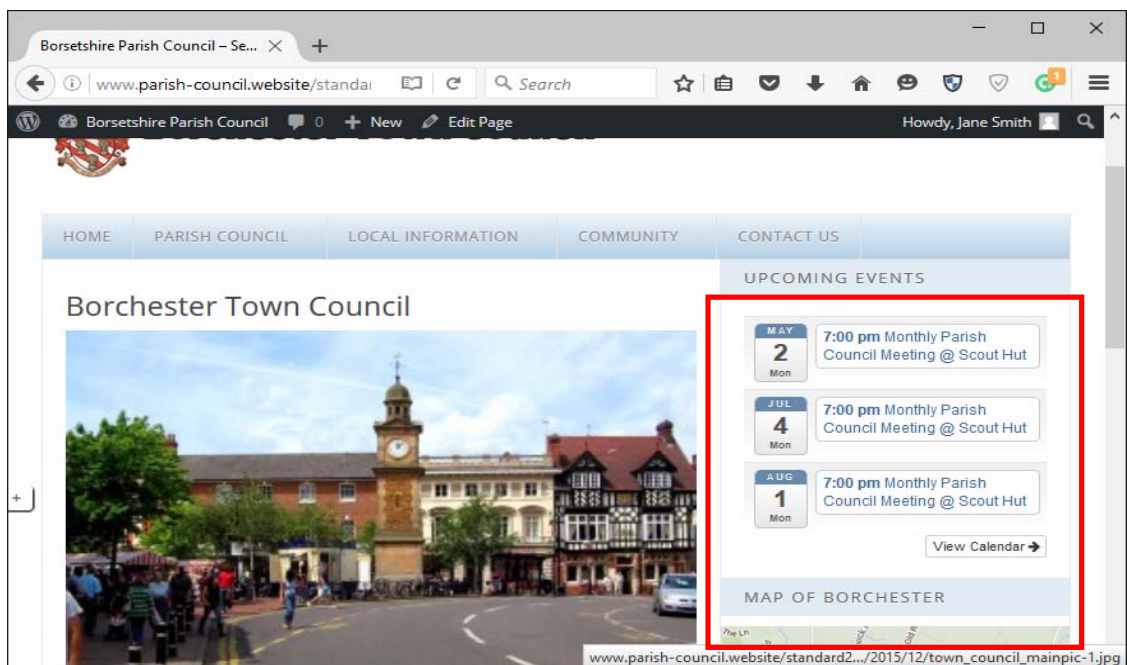 Borsetshire Parish Council – Se...
www.parish-council.website/standar
Search
1
Borsetshire Parish Council 0 New Edit Page
Howdy, Jane Smith
HOME PARISH COUNCIL LOCAL INFORMATION COMMUNITY CONTACT US
Borchester Town Council
UPCOMING EVENTS
MAY
2
Mon
7:00 pm Monthly Parish
Council Meeting @ Scout Hut
JUL
4
Mon
7:00 pm Monthly Parish
Council Meeting @ Scout Hut
AUG
1
Mon
7:00 pm Monthly Parish
Council Meeting @ Scout Hut
View Calendar
MAP OF BORCHESTER
The Ln
www.parish-council.website/standard2.../2015/12/town_council_mainpic-1.jpg